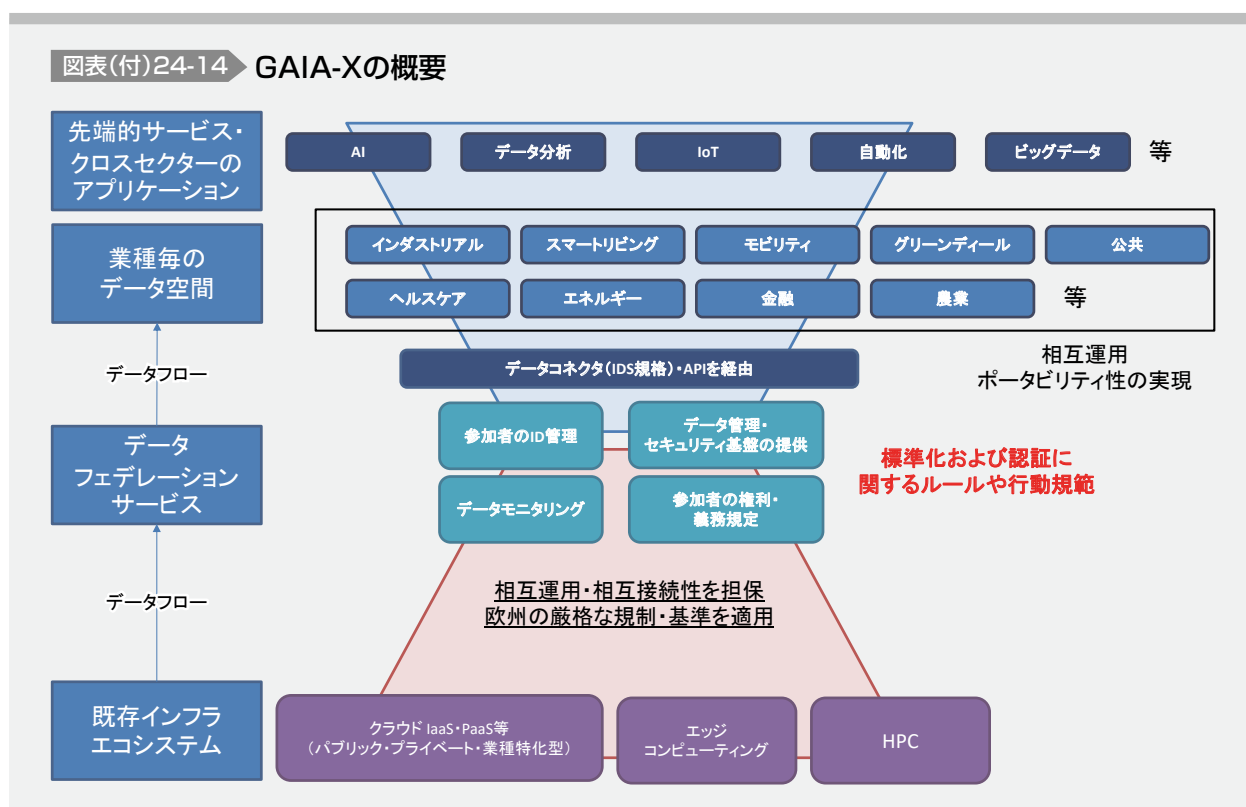 図表(付)24-14 GAIA-Xの概要
先端的サービス・
クロスセクターの
アプリケーション
AI
データ分析
IoT
自動化
ビッグデータ
等
業種毎の
データ空間
インダストリアル
スマートリビング
モビリティ
グリーンディール
公共
ヘルスケア
エネルギー
金融
農業
等
データフロー
データコネクタ(IDS規格)・APIを経由
相互運用
ポータビリティ性の実現
データ
フェデレーション
サービス
参加者のID管理
データ管理・
セキュリティ基盤の提供
データモニタリング
参加者の権利・
義務規定
標準化および認証に
関するルールや行動規範
データフロー
相互運用・相互接続性を担保
欧州の厳格な規制・基準を適用
既存インフラ
エコシステム
クラウド IaaS・PaaS等
(パブリック・プライベート・業種特化型)
エッジ
コンピューティング
HPC